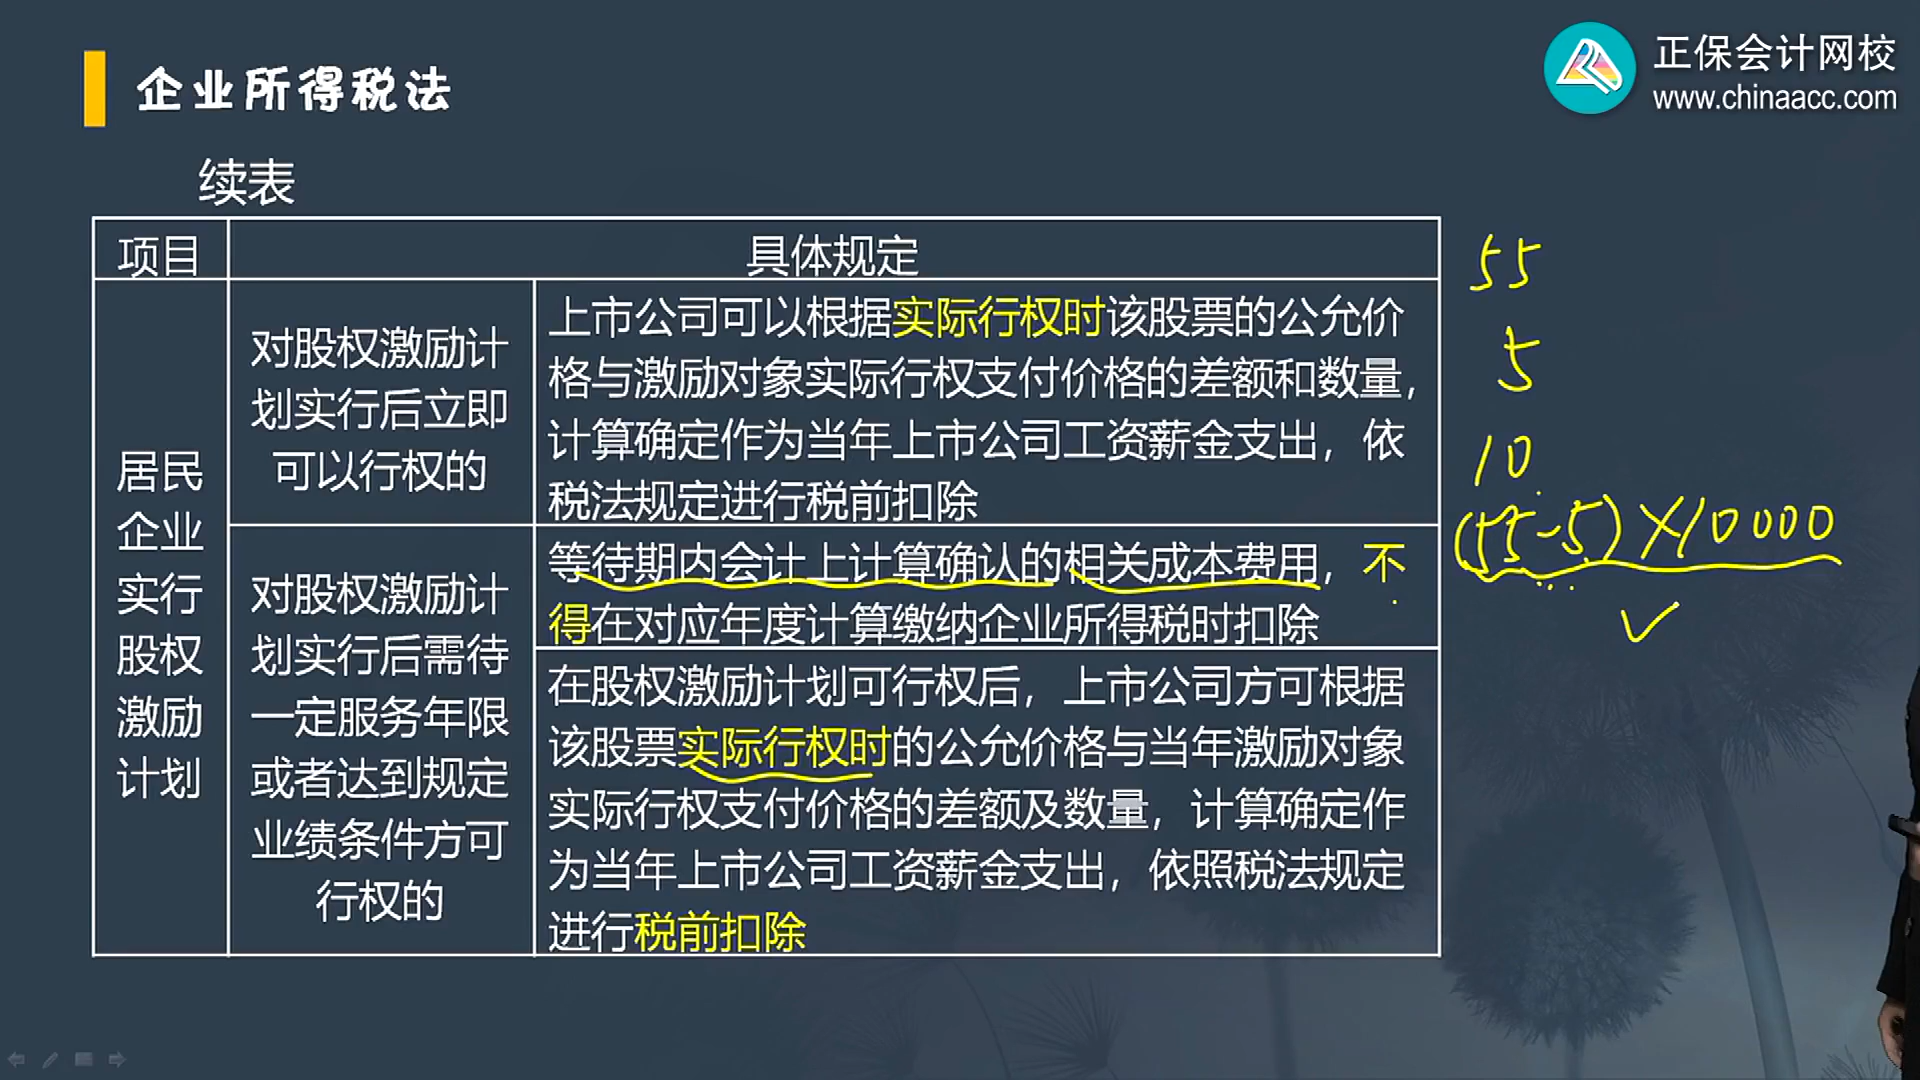 企业所得税法
正保会计网校
www.chinaacc.com
续表
项目
具体规定
居民
企业
实行
股权
激励
计划
对股权激励计
划实行后立即
可以行权的
上市公司可以根据实际行权时该股票的公允价
格与激励对象实际行权支付价格的差额和数量，
计算确定作为当年上市公司工资薪金支出，依
税法规定进行税前扣除
对股权激励计
划实行后需待
一定服务年限
或者达到规定
业绩条件方可
行权的
等待期内会计上计算确认的相关成本费用，不
得在对应年度计算缴纳企业所得税时扣除
在股权激励计划可行权后，上市公司方可根据
该股票实际行权时的公允价格与当年激励对象
实际行权支付价格的差额及数量，计算确定作
为当年上市公司工资薪金支出，依照税法规定
进行税前扣除
55
5
10
(55-5)×10000